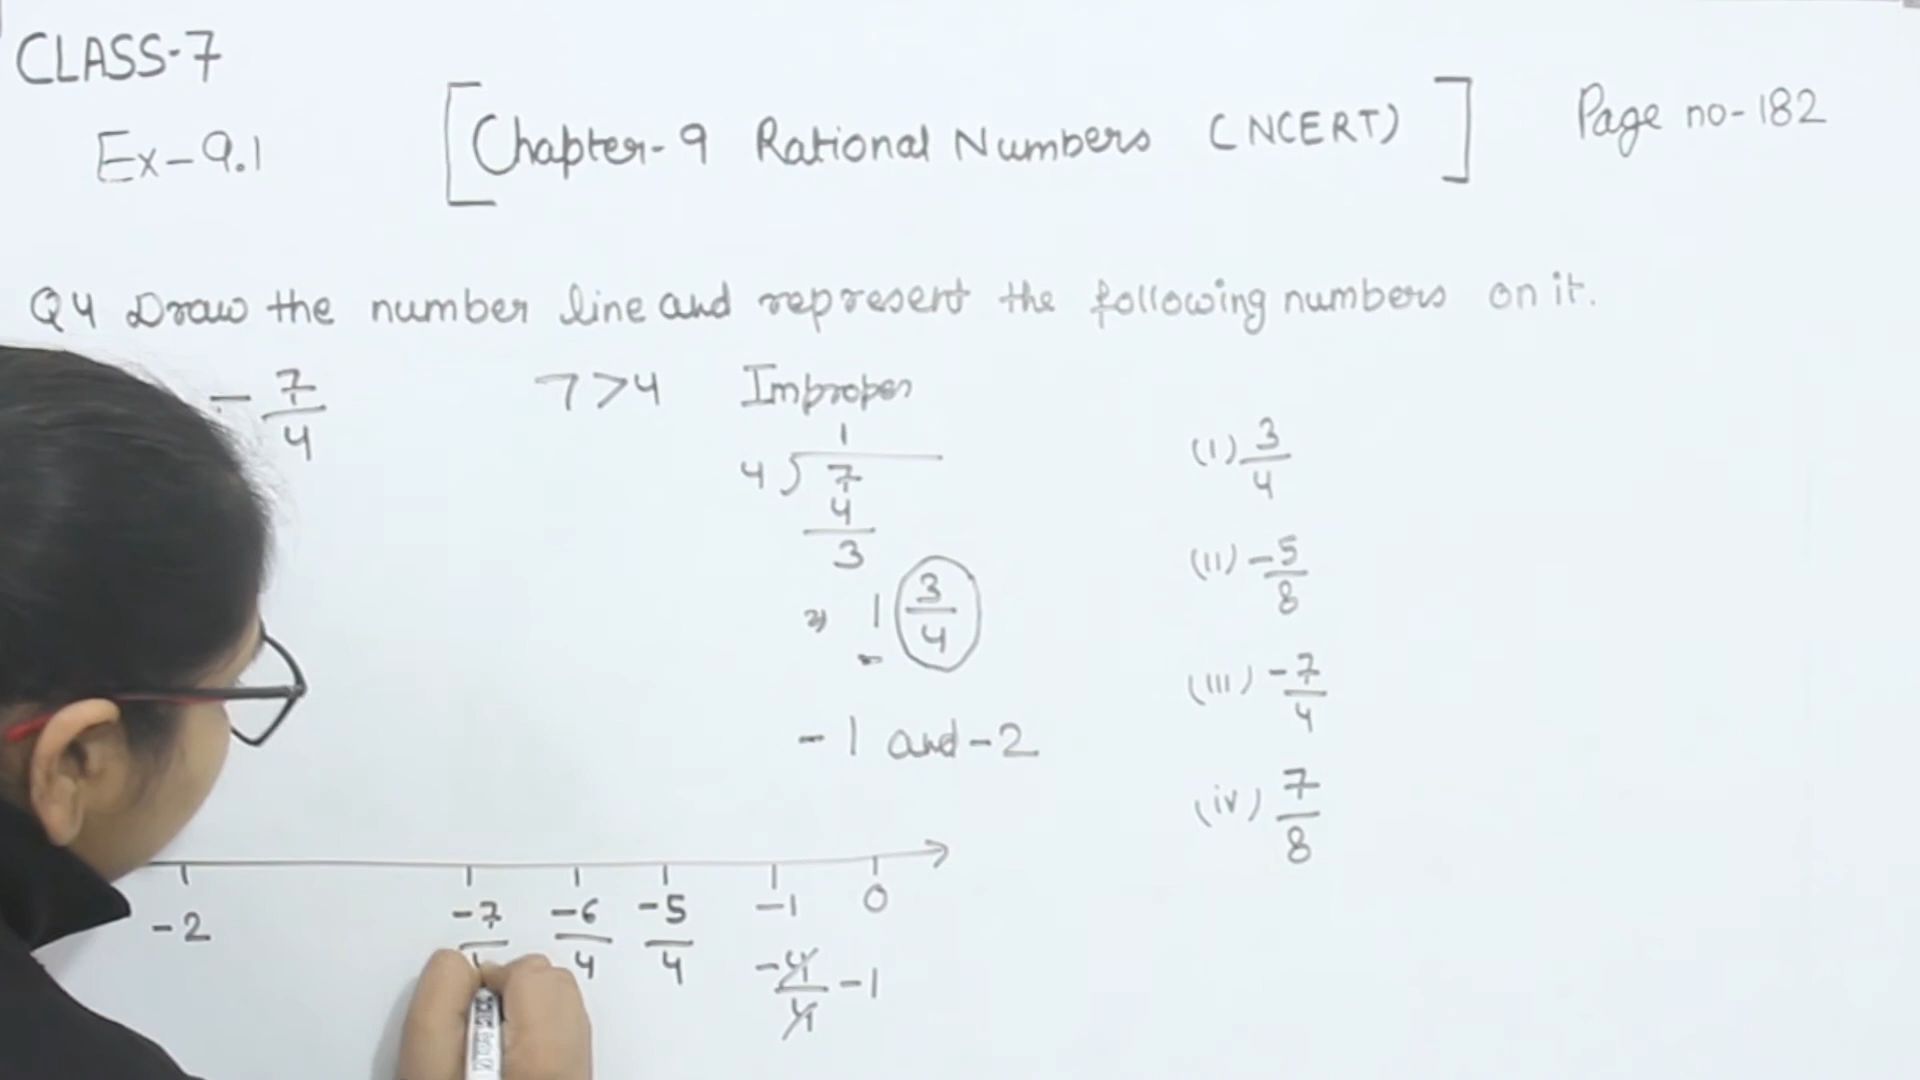 CLASS-7
Ex-9.1
[Chapter-9 Rational Numbers (NCERT)]
Page no-182
Q4 Draw the number line and represent the following numbers on it.
-7/4
7>4 Improper
1
4)7
4
3
⇒ 1 3/4
-1 and -2
(i) 3/4
(ii) -5/8
(iii) -7/4
(iv) 7/8
-2 -7/ -6/4 -5/4 -1 0
-4/4 -1